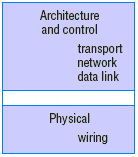 Architecture
and control
transport
network
data link
Physical
wiring